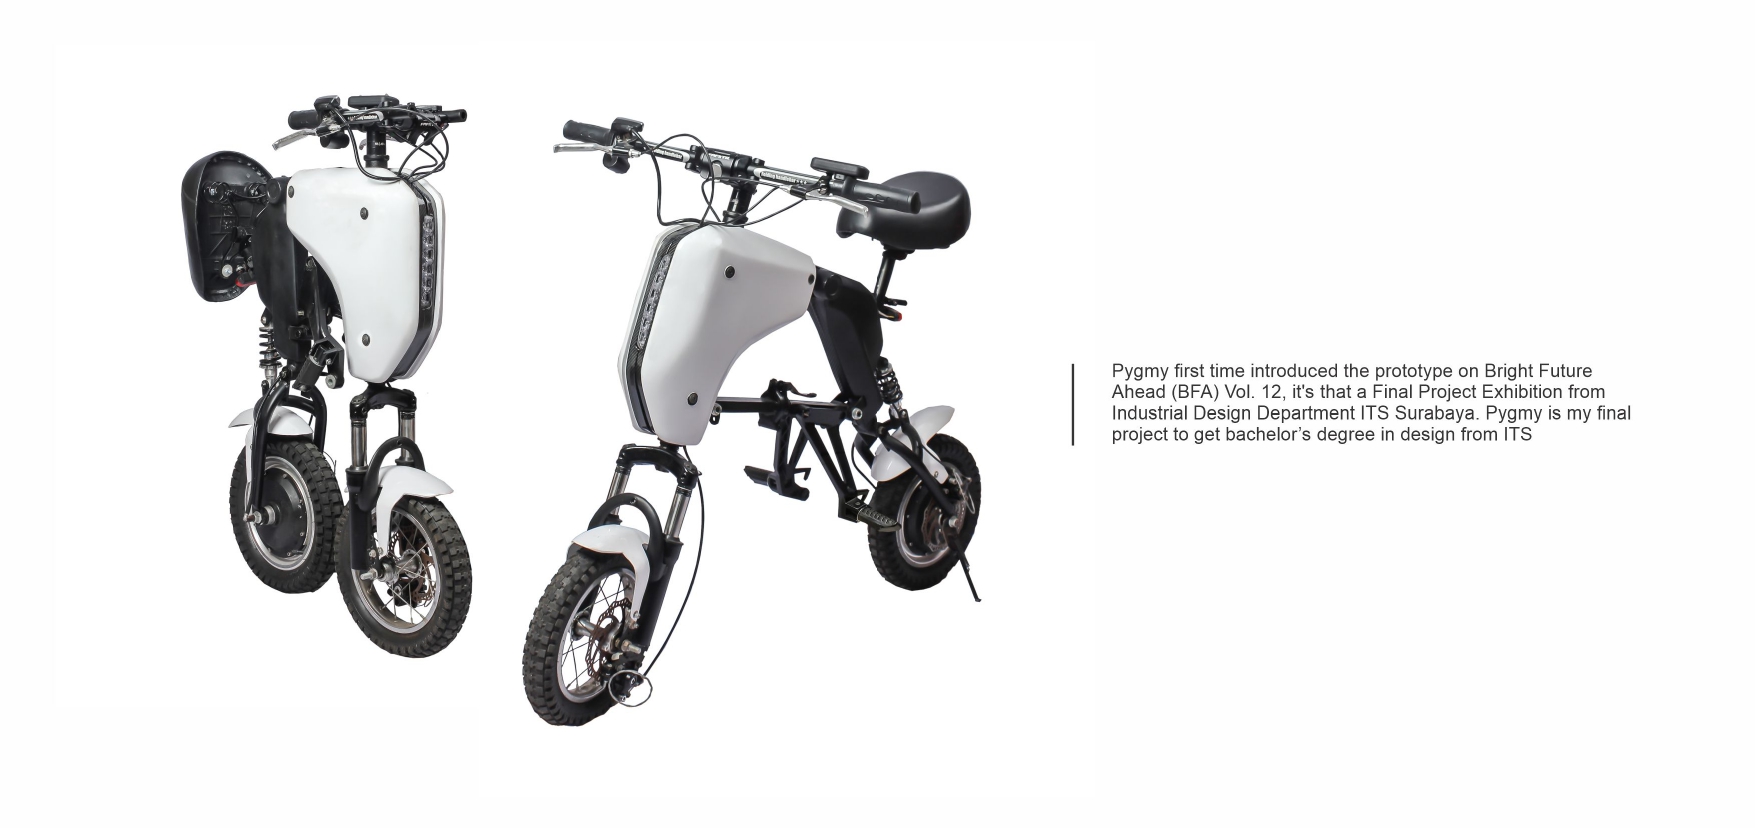 Pygmy first time introduced the prototype on Bright Future
Ahead (BFA) Vol. 12, it's that a Final Project Exhibition from
Industrial Design Department ITS Surabaya. Pygmy is my final
project to get bachelor’s degree in design from ITS